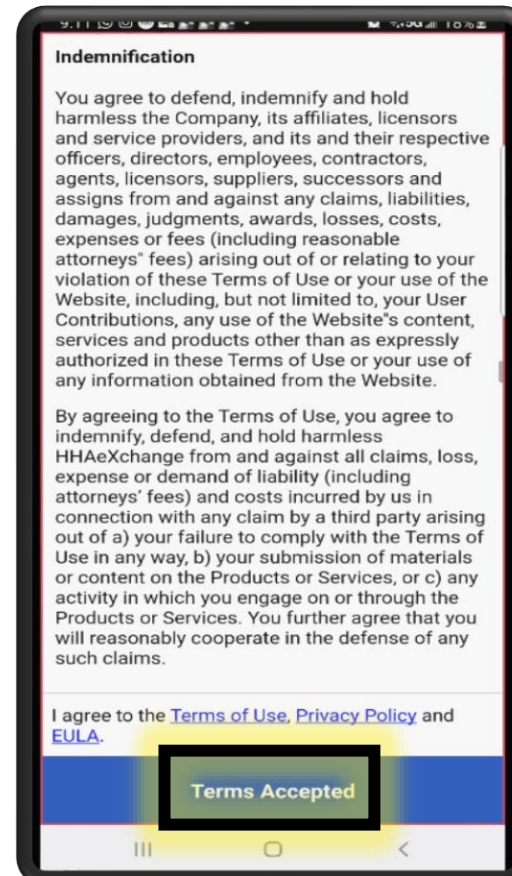 9:11 5G 18%
Indemnification
You agree to defend, indemnify and hold
harmless the Company, its affiliates, licensors
and service providers, and its and their respective
officers, directors, employees, contractors,
agents, licensors, suppliers, successors and
assigns from and against any claims, liabilities,
damages, judgments, awards, losses, costs,
expenses or fees (including reasonable
attorneys" fees) arising out of or relating to your
violation of these Terms of Use or your use of the
Website, including, but not limited to, your User
Contributions, any use of the Website"s content,
services and products other than as expressly
authorized in these Terms of Use or your use of
any information obtained from the Website.
By agreeing to the Terms of Use, you agree to
indemnify, defend, and hold harmless
HHAeXchange from and against all claims, loss,
expense or demand of liability (including
attorneys’ fees) and costs incurred by us in
connection with any claim by a third party arising
out of a) your failure to comply with the Terms of
Use in any way, b) your submission of materials
or content on the Products or Services, or c) any
activity in which you engage on or through the
Products or Services. You further agree that you
will reasonably cooperate in the defense of any
such claims.
I agree to the Terms of Use, Privacy Policy and
EULA.
Terms Accepted